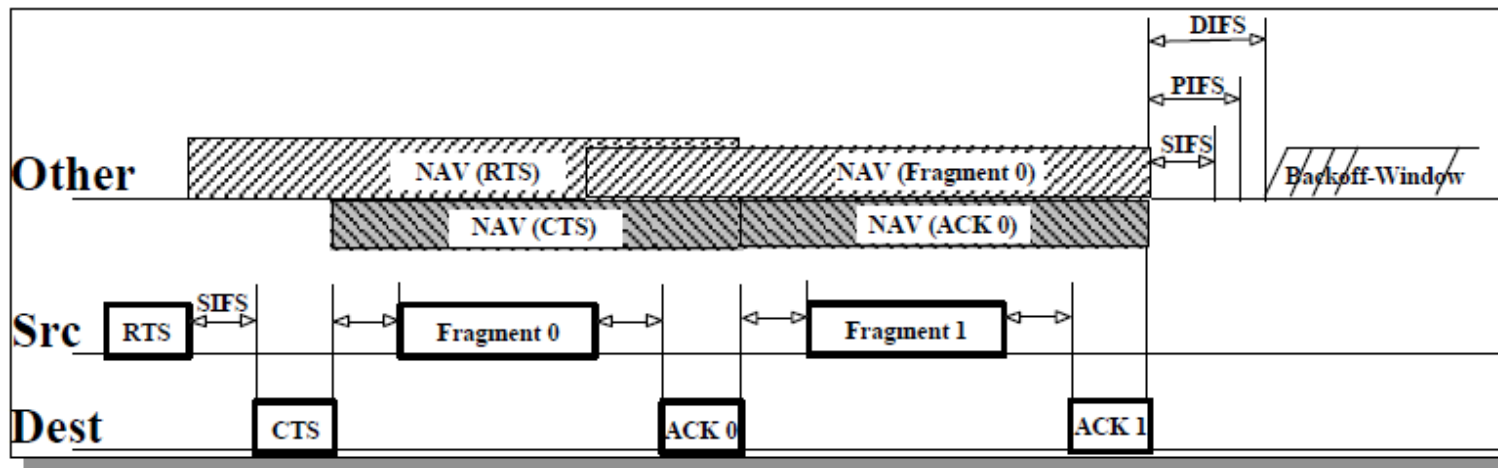 DIFS
PIFS
SIFS
Other
NAV (RTS)
NAV (Fragment 0)
Backoff-Window
NAV (CTS)
NAV (ACK 0)
Src
RTS
SIFS
Fragment 0
Fragment 1
Dest
CTS
ACK 0
ACK 1